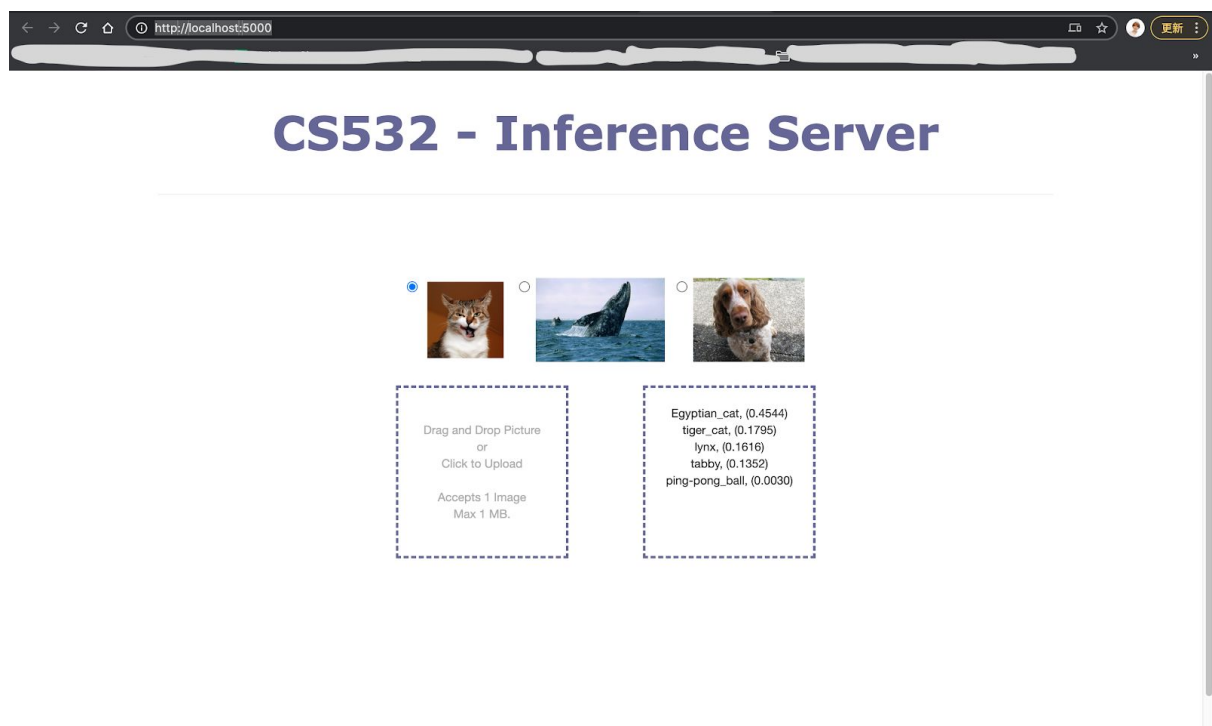 http://localhost:5000
更新
»
CS532 - Inference Server
Drag and Drop Picture
or
Click to Upload
Accepts 1 Image
Max 1 MB.
Egyptian_cat, (0.4544)
tiger_cat, (0.1795)
lynx, (0.1616)
tabby, (0.1352)
ping-pong_ball, (0.0030)